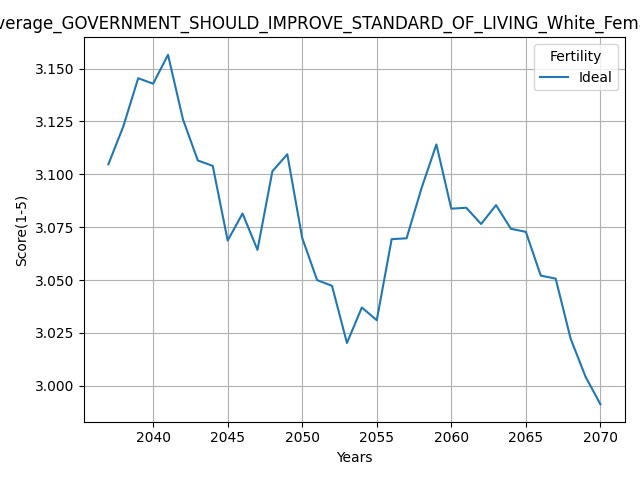 verage_GOVERNMENT_SHOULD_IMPROVE_STANDARD_OF_LIVING_White_Fema
Fertility
Ideal
3.150
3.125
3.100
3.075
3.050
3.025
3.000
Score(1-5)
2040 2045 2050 2055 2060 2065 2070
Years